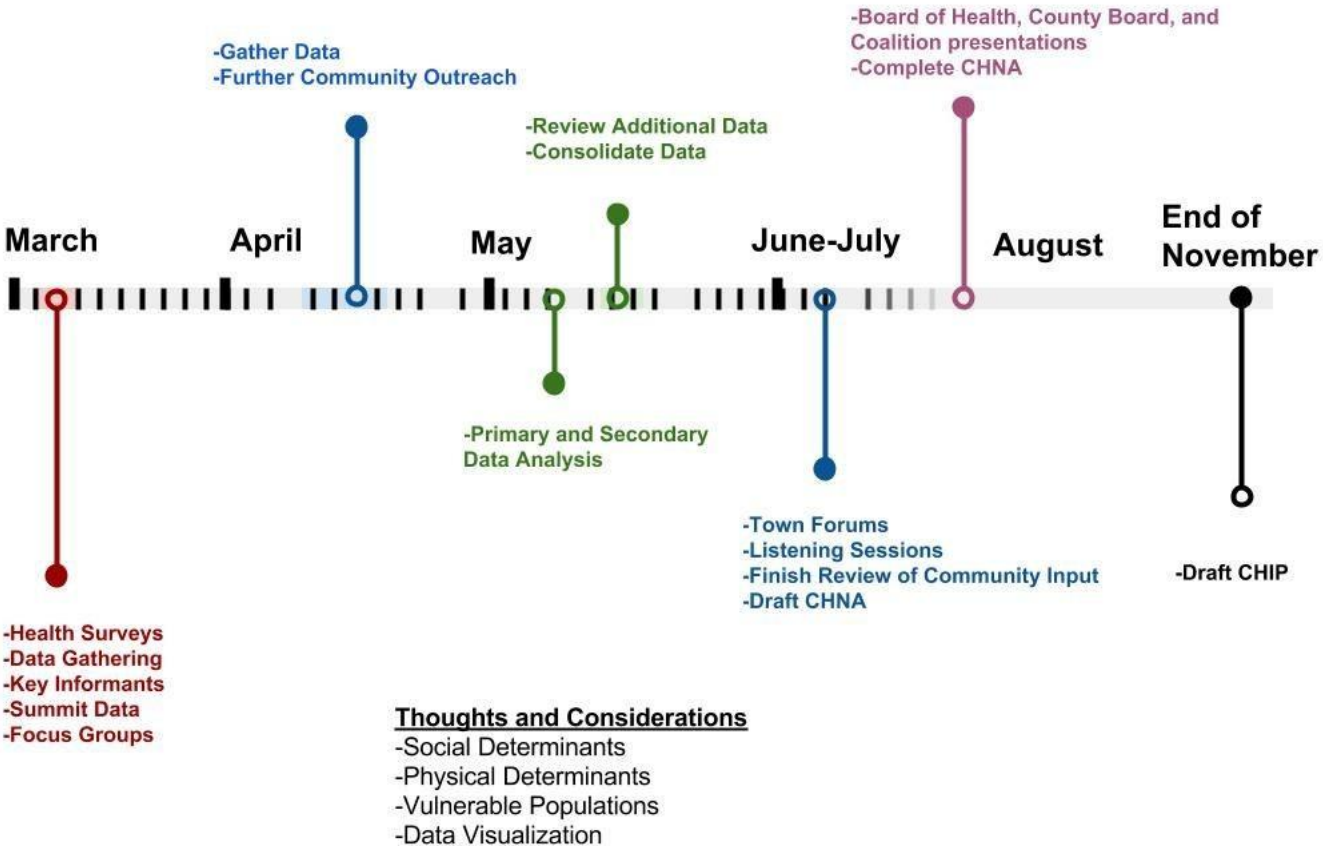 -Board of Health, County Board, and
Coalition presentations
-Complete CHNA
-Gather Data
-Further Community Outreach
-Review Additional Data
-Consolidate Data
March
April
May
June-July
August
End of
November
-Primary and Secondary
Data Analysis
-Town Forums
-Listening Sessions
-Finish Review of Community Input
-Draft CHNA
-Draft CHIP
-Health Surveys
-Data Gathering
-Key Informants
-Summit Data
-Focus Groups
Thoughts and Considerations
-Social Determinants
-Physical Determinants
-Vulnerable Populations
-Data Visualization